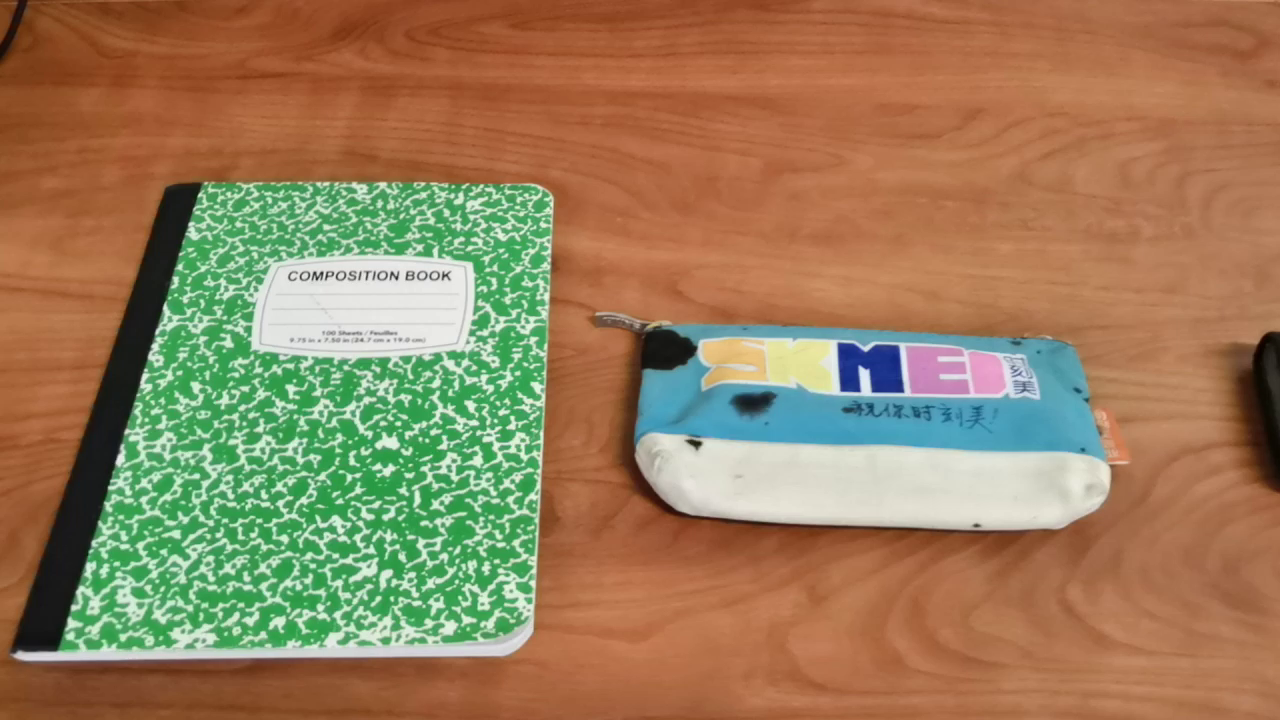 COMPOSITION BOOK
100 Sheets / Feuilles
9.75 in x 7.50 in (24.7 cm x 19.0 cm)
SKMEI
时刻美
祝你时刻美!